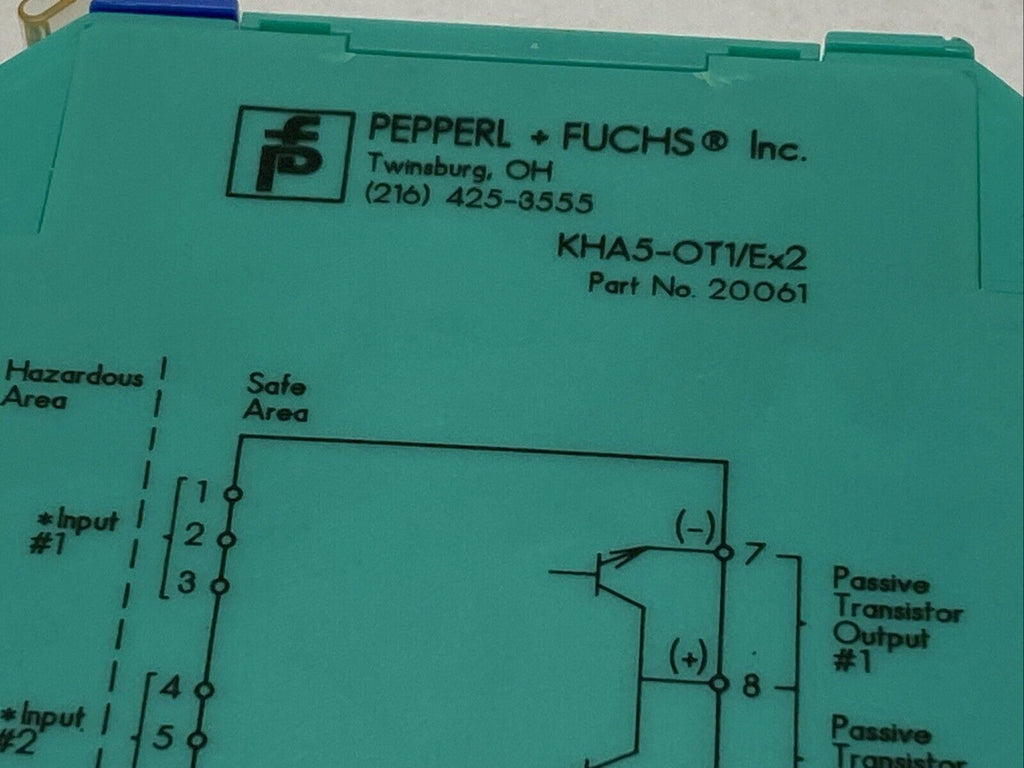 PEPPERL + FUCHS® Inc.
Twinsburg, OH
(216) 425-3555
KHA5-OT1/Ex2
Part No. 20061
Hazardous
Area
Safe
Area
*Input
#1
1
2
3
(-)
7
Passive
Transistor
Output
#1
(+)
8
4
5
*Input
#2
Passive
Transistor